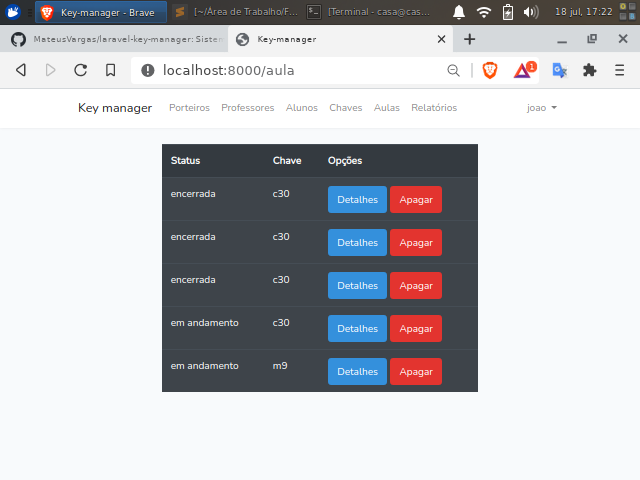 Key-manager - Brave
[~/Área de Trabalho/F...
[Terminal - casa@cas...
18 jul, 17:22
MateusVargas/laravel-key-manager: Sistem
Key-manager
localhost:8000/aula
1
Key manager
Porteiros
Professores
Alunos
Chaves
Aulas
Relatórios
joao
Status Chave Opções
encerrada c30 Detalhes Apagar
encerrada c30 Detalhes Apagar
encerrada c30 Detalhes Apagar
em andamento c30 Detalhes Apagar
em andamento m9 Detalhes Apagar